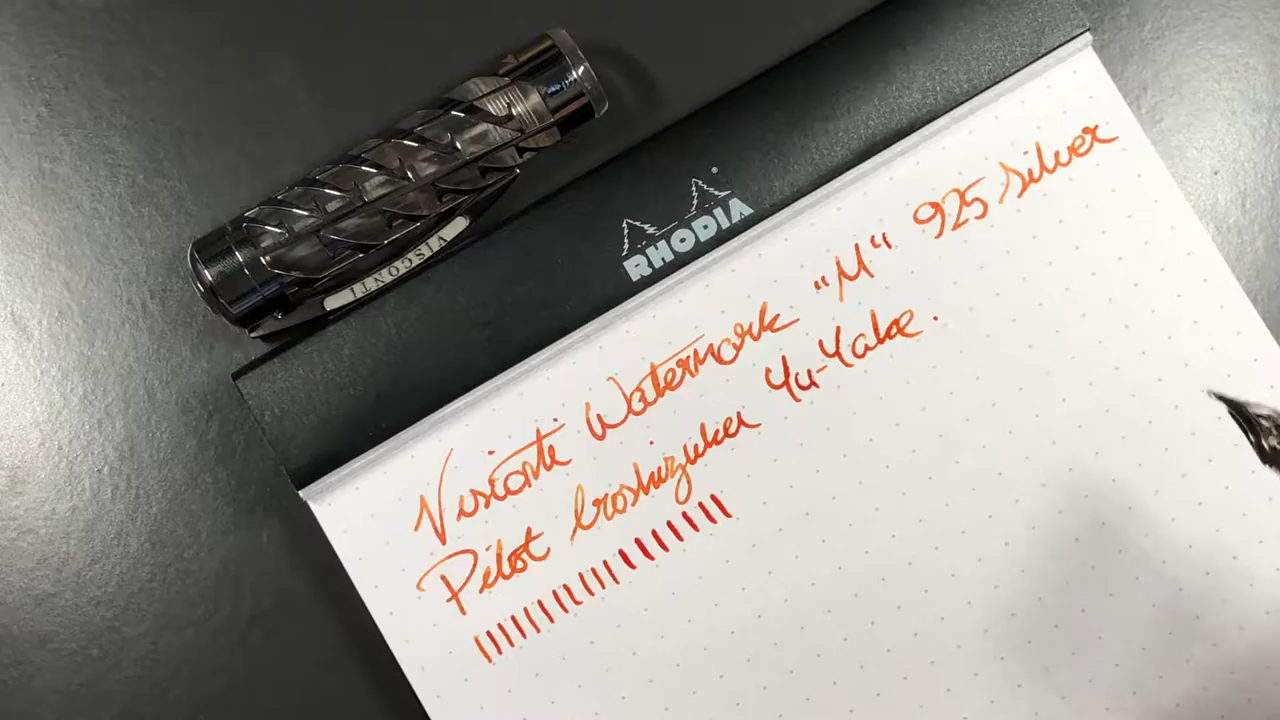 VISCONTI
RHODIA
Visconti Watermark "M" 925 silver
Pilot Iroshizuku Yu-Yake.